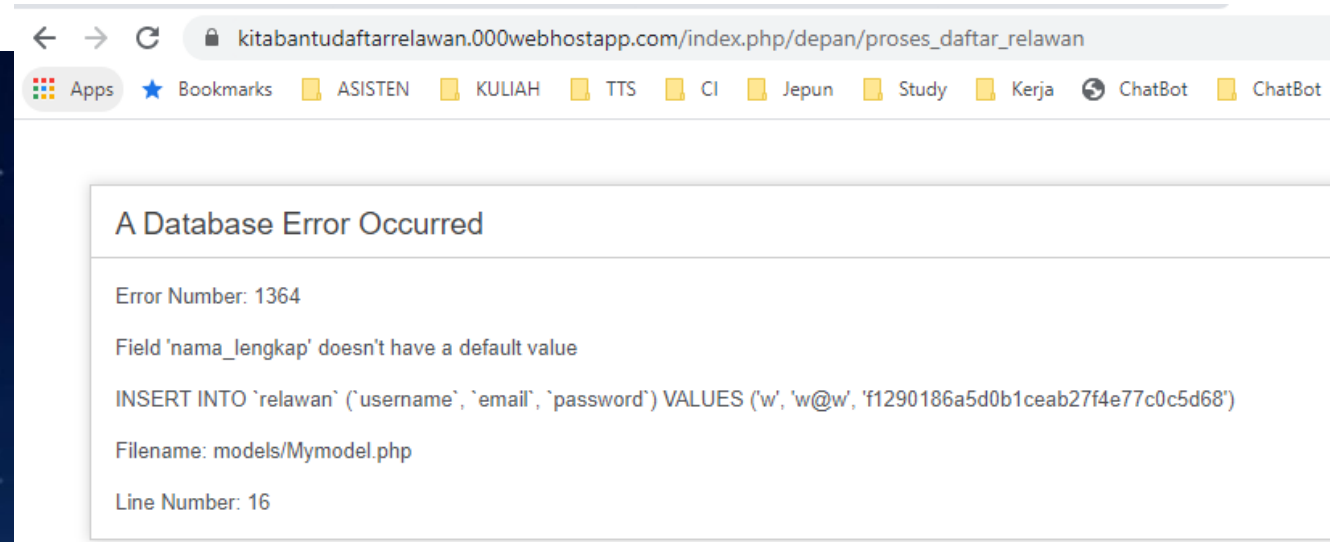 kitabantudaftarrelawan.000webhostapp.com/index.php/depan/proses_daftar_relawan
Apps Bookmarks ASISTEN KULIAH TTS CI Jepun Study Kerja ChatBot ChatBot
A Database Error Occurred
Error Number: 1364
Field 'nama_lengkap' doesn't have a default value
INSERT INTO `relawan` (`username`, `email`, `password`) VALUES ('w', 'w@w', 'f1290186a5d0b1ceab27f4e77c0c5d68')
Filename: models/Mymodel.php
Line Number: 16